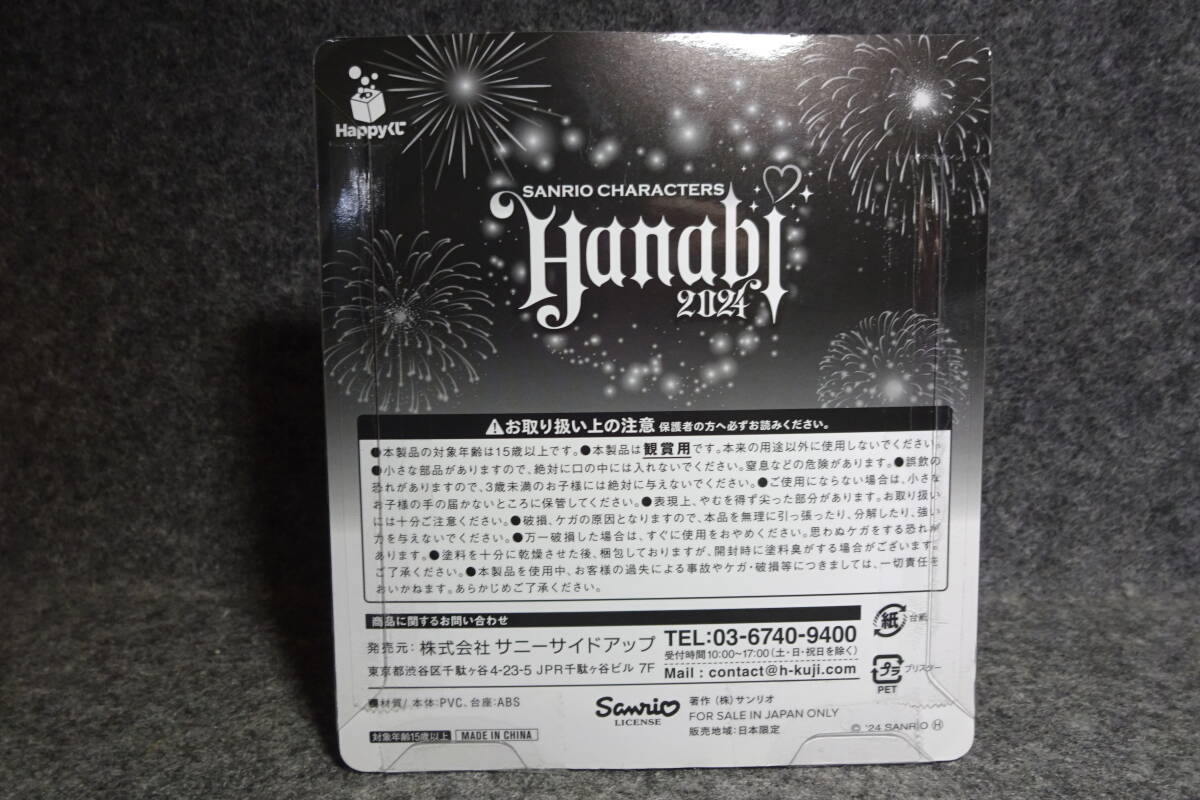 Happyくじ
SANRIO CHARACTERS
Hanabi
2024
お取り扱い上の注意 保護者の方へ必ずお読みください。
●本製品の対象年齢は15歳以上です。●本製品は観賞用です。本来の用途以外に使用しないでください。
●小さな部品がありますので、絶対に口の中には入れないでください。窒息などの危険があります。●誤飲の
恐れがありますので、3歳未満のお子様には絶対に与えないでください。●ご使用にならない場合は、小さな
お子様の手の届かないところに保管してください。●表現上、やむを得ず尖った部分があります。お取り扱い
には十分ご注意ください。●破損、ケガの原因となりますので、本品を無理に引っ張ったり、分解したり、強い
力を与えないでください。●万一破損した場合は、すぐに使用をおやめください。思わぬケガをする恐れが
あります。●塗料を十分に乾燥させた後、梱包しておりますが、開封時に塗料臭がする場合がございます。
ご了承ください。●本製品を使用中、お客様の過失による事故やケガ・破損等につきましては、一切責任を
おいかねます。あらかじめご了承ください。
商品に関するお問い合わせ
発売元: 株式会社 サニーサイドアップ
東京都渋谷区千駄ヶ谷4-23-5 JPR千駄ヶ谷ビル 7F
TEL:03-6740-9400
受付時間10:00~17:00(土・日・祝日を除く)
Mail : contact@h-kuji.com
紙 台紙
プラ ブリスター
PET
■材質/本体:PVC、台座:ABS
対象年齢15歳以上 MADE IN CHINA
Sanrio
LICENSE
著作 (株)サンリオ
FOR SALE IN JAPAN ONLY
販売地域:日本限定
© '24 SANRIO Ⓗ